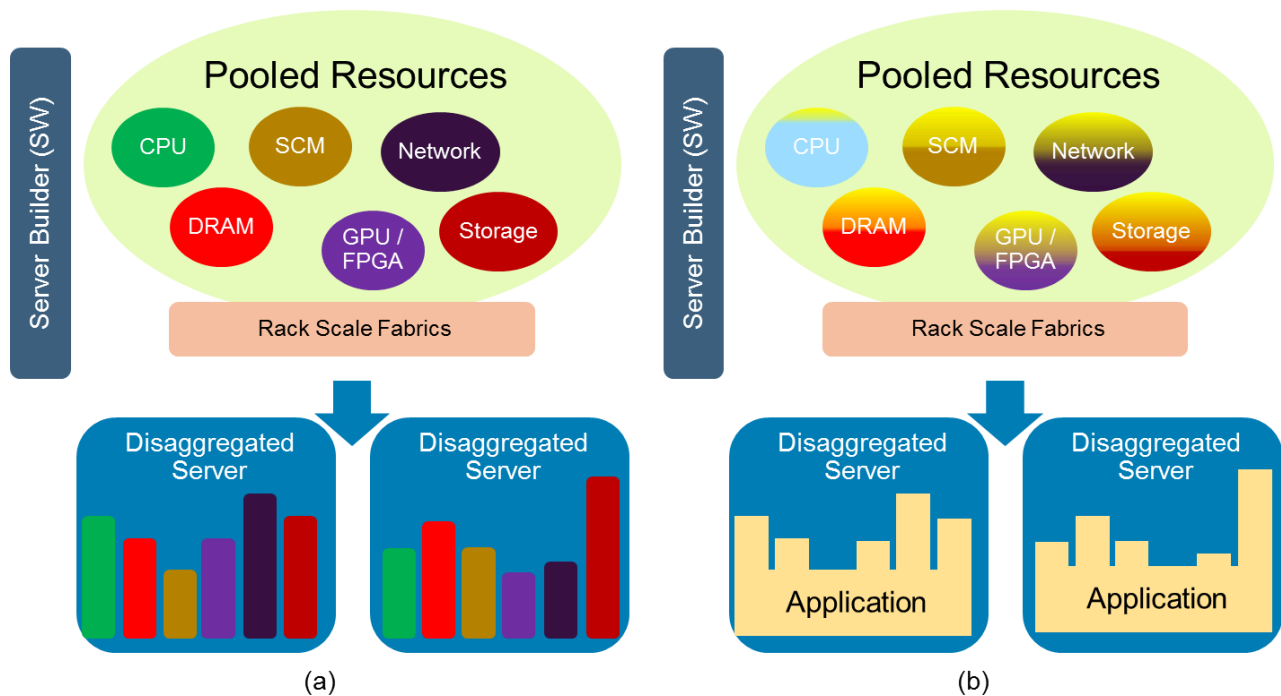 Server Builder (SW)
Pooled Resources
CPU
SCM
Network
DRAM
GPU /
FPGA
Storage
Rack Scale Fabrics
Disaggregated
Server
Disaggregated
Server
(a)
Server Builder (SW)
Pooled Resources
CPU
SCM
Network
DRAM
GPU /
FPGA
Storage
Rack Scale Fabrics
Disaggregated
Server
Application
Disaggregated
Server
Application
(b)